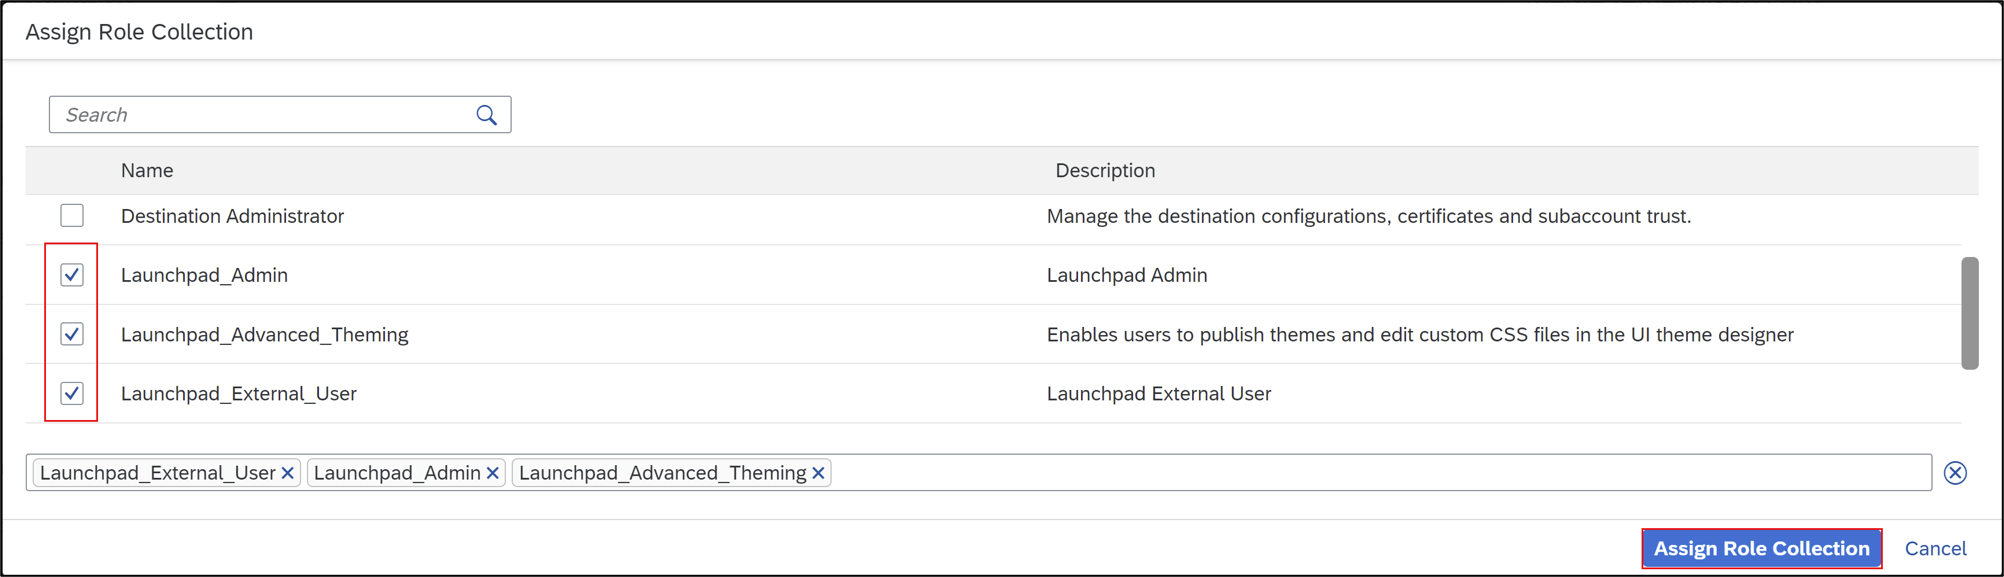 Assign Role Collection
Search
Name Description
Destination Administrator Manage the destination configurations, certificates and subaccount trust.
Launchpad_Admin Launchpad Admin
Launchpad_Advanced_Theming Enables users to publish themes and edit custom CSS files in the UI theme designer
Launchpad_External_User Launchpad External User
Launchpad_External_User Launchpad_Admin Launchpad_Advanced_Theming
Assign Role Collection Cancel